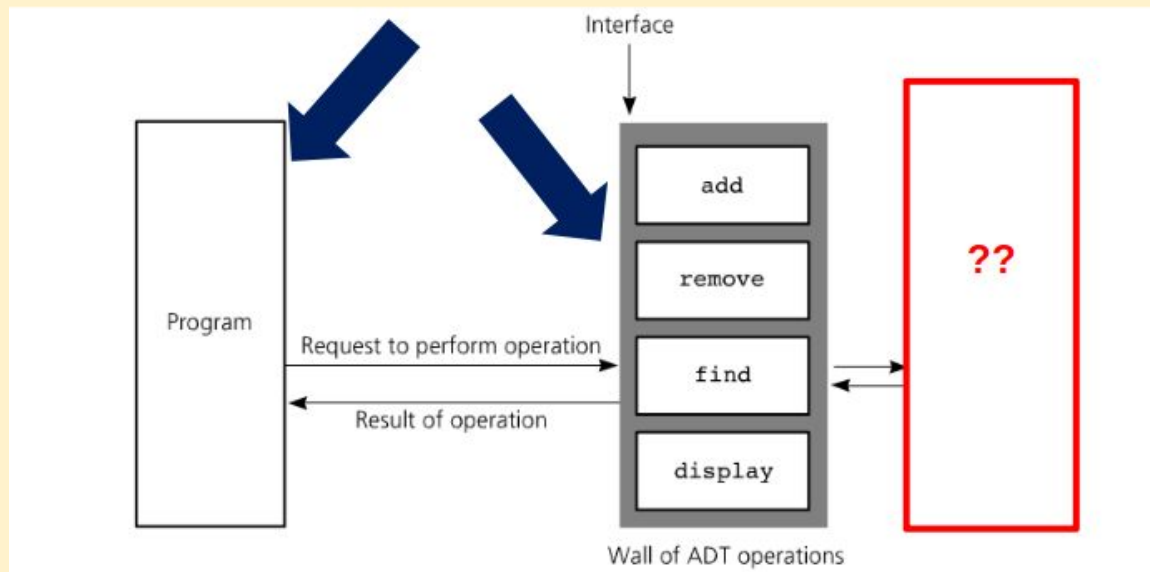 Interface
add
remove
??
Program
Request to perform operation
find
Result of operation
display
Wall of ADT operations